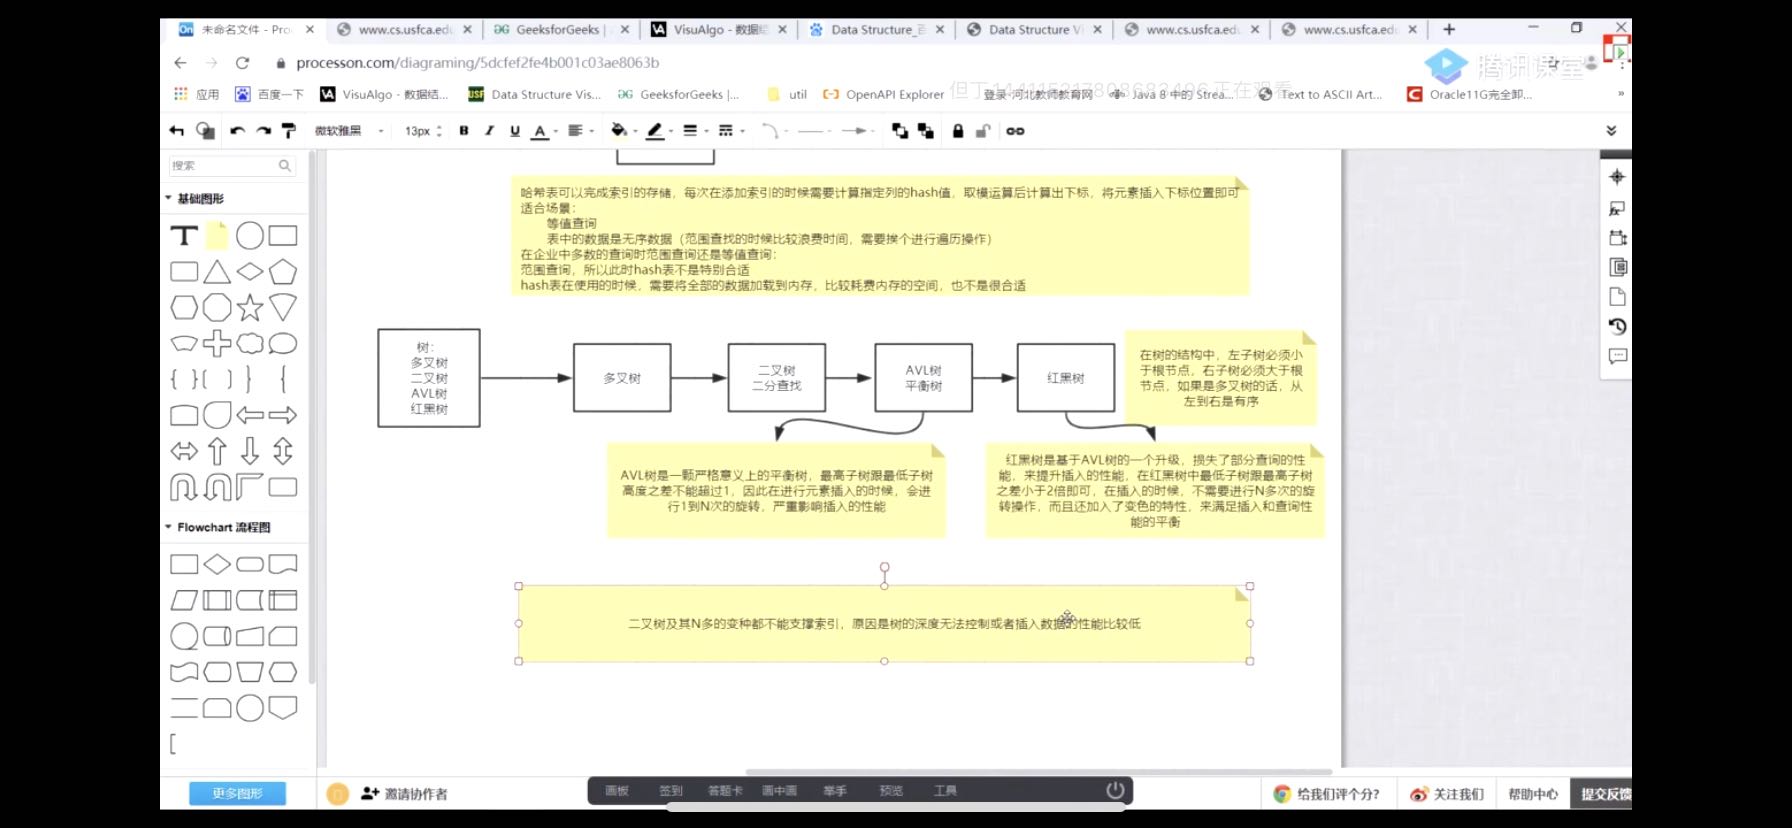 未命名文件 - Pro
www.cs.usfca.edu
GeeksforGeeks |
VisuAlgo - 数据结
Data Structure_百
Data Structure Vi
www.cs.usfca.edu
www.cs.usfca.edu
processon.com/diagraming/5dcfef2fe4b001c03ae8063b
腾讯课堂
应用
百度一下
VisuAlgo - 数据结...
Data Structure Vis...
GeeksforGeeks |...
util
OpenAPI Explorer
登录-河北教师教育网
Java 8 中的 Strea...
Text to ASCII Art...
Oracle11G完全卸...
正在观看
微软雅黑
13px
B I U A
搜索
基础图形
T
Flowchart 流程图
更多图形
哈希表可以完成索引的存储，每次在添加索引的时候需要计算指定列的hash值，取模运算后计算出下标，将元素插入下标位置即可
适合场景：
等值查询
表中的数据是无序数据（范围查找的时候比较浪费时间，需要挨个进行遍历操作）
在企业中多数的查询时范围查询还是等值查询：
范围查询，所以此时hash表不是特别合适
hash表在使用的时候，需要将全部的数据加载到内存，比较耗费内存的空间，也不是很合适
树：
多叉树
二叉树
AVL树
红黑树
多叉树
二叉树
二分查找
AVL树
平衡树
红黑树
在树的结构中，左子树必须小
于根节点，右子树必须大于根
节点，如果是多叉树的话，从
左到右是有序
AVL树是一颗严格意义上的平衡树，最高子树跟最低子树
高度之差不能超过1，因此在进行元素插入的时候，会进
行1到N次的旋转，严重影响插入的性能
红黑树是基于AVL树的一个升级，损失了部分查询的性
能，来提升插入的性能，在红黑树中最低子树跟最高子树
之差小于2倍即可，在插入的时候，不需要进行N多次的旋
转操作，而且还加入了变色的特性，来满足插入和查询性
能的平衡
二叉树及其N多的变种都不能支撑索引，原因是树的深度无法控制或者插入数据的性能比较低
邀请协作者
画板
签到
答题卡
画中画
举手
预览
工具
给我们评个分?
关注我们
帮助中心
提交反馈